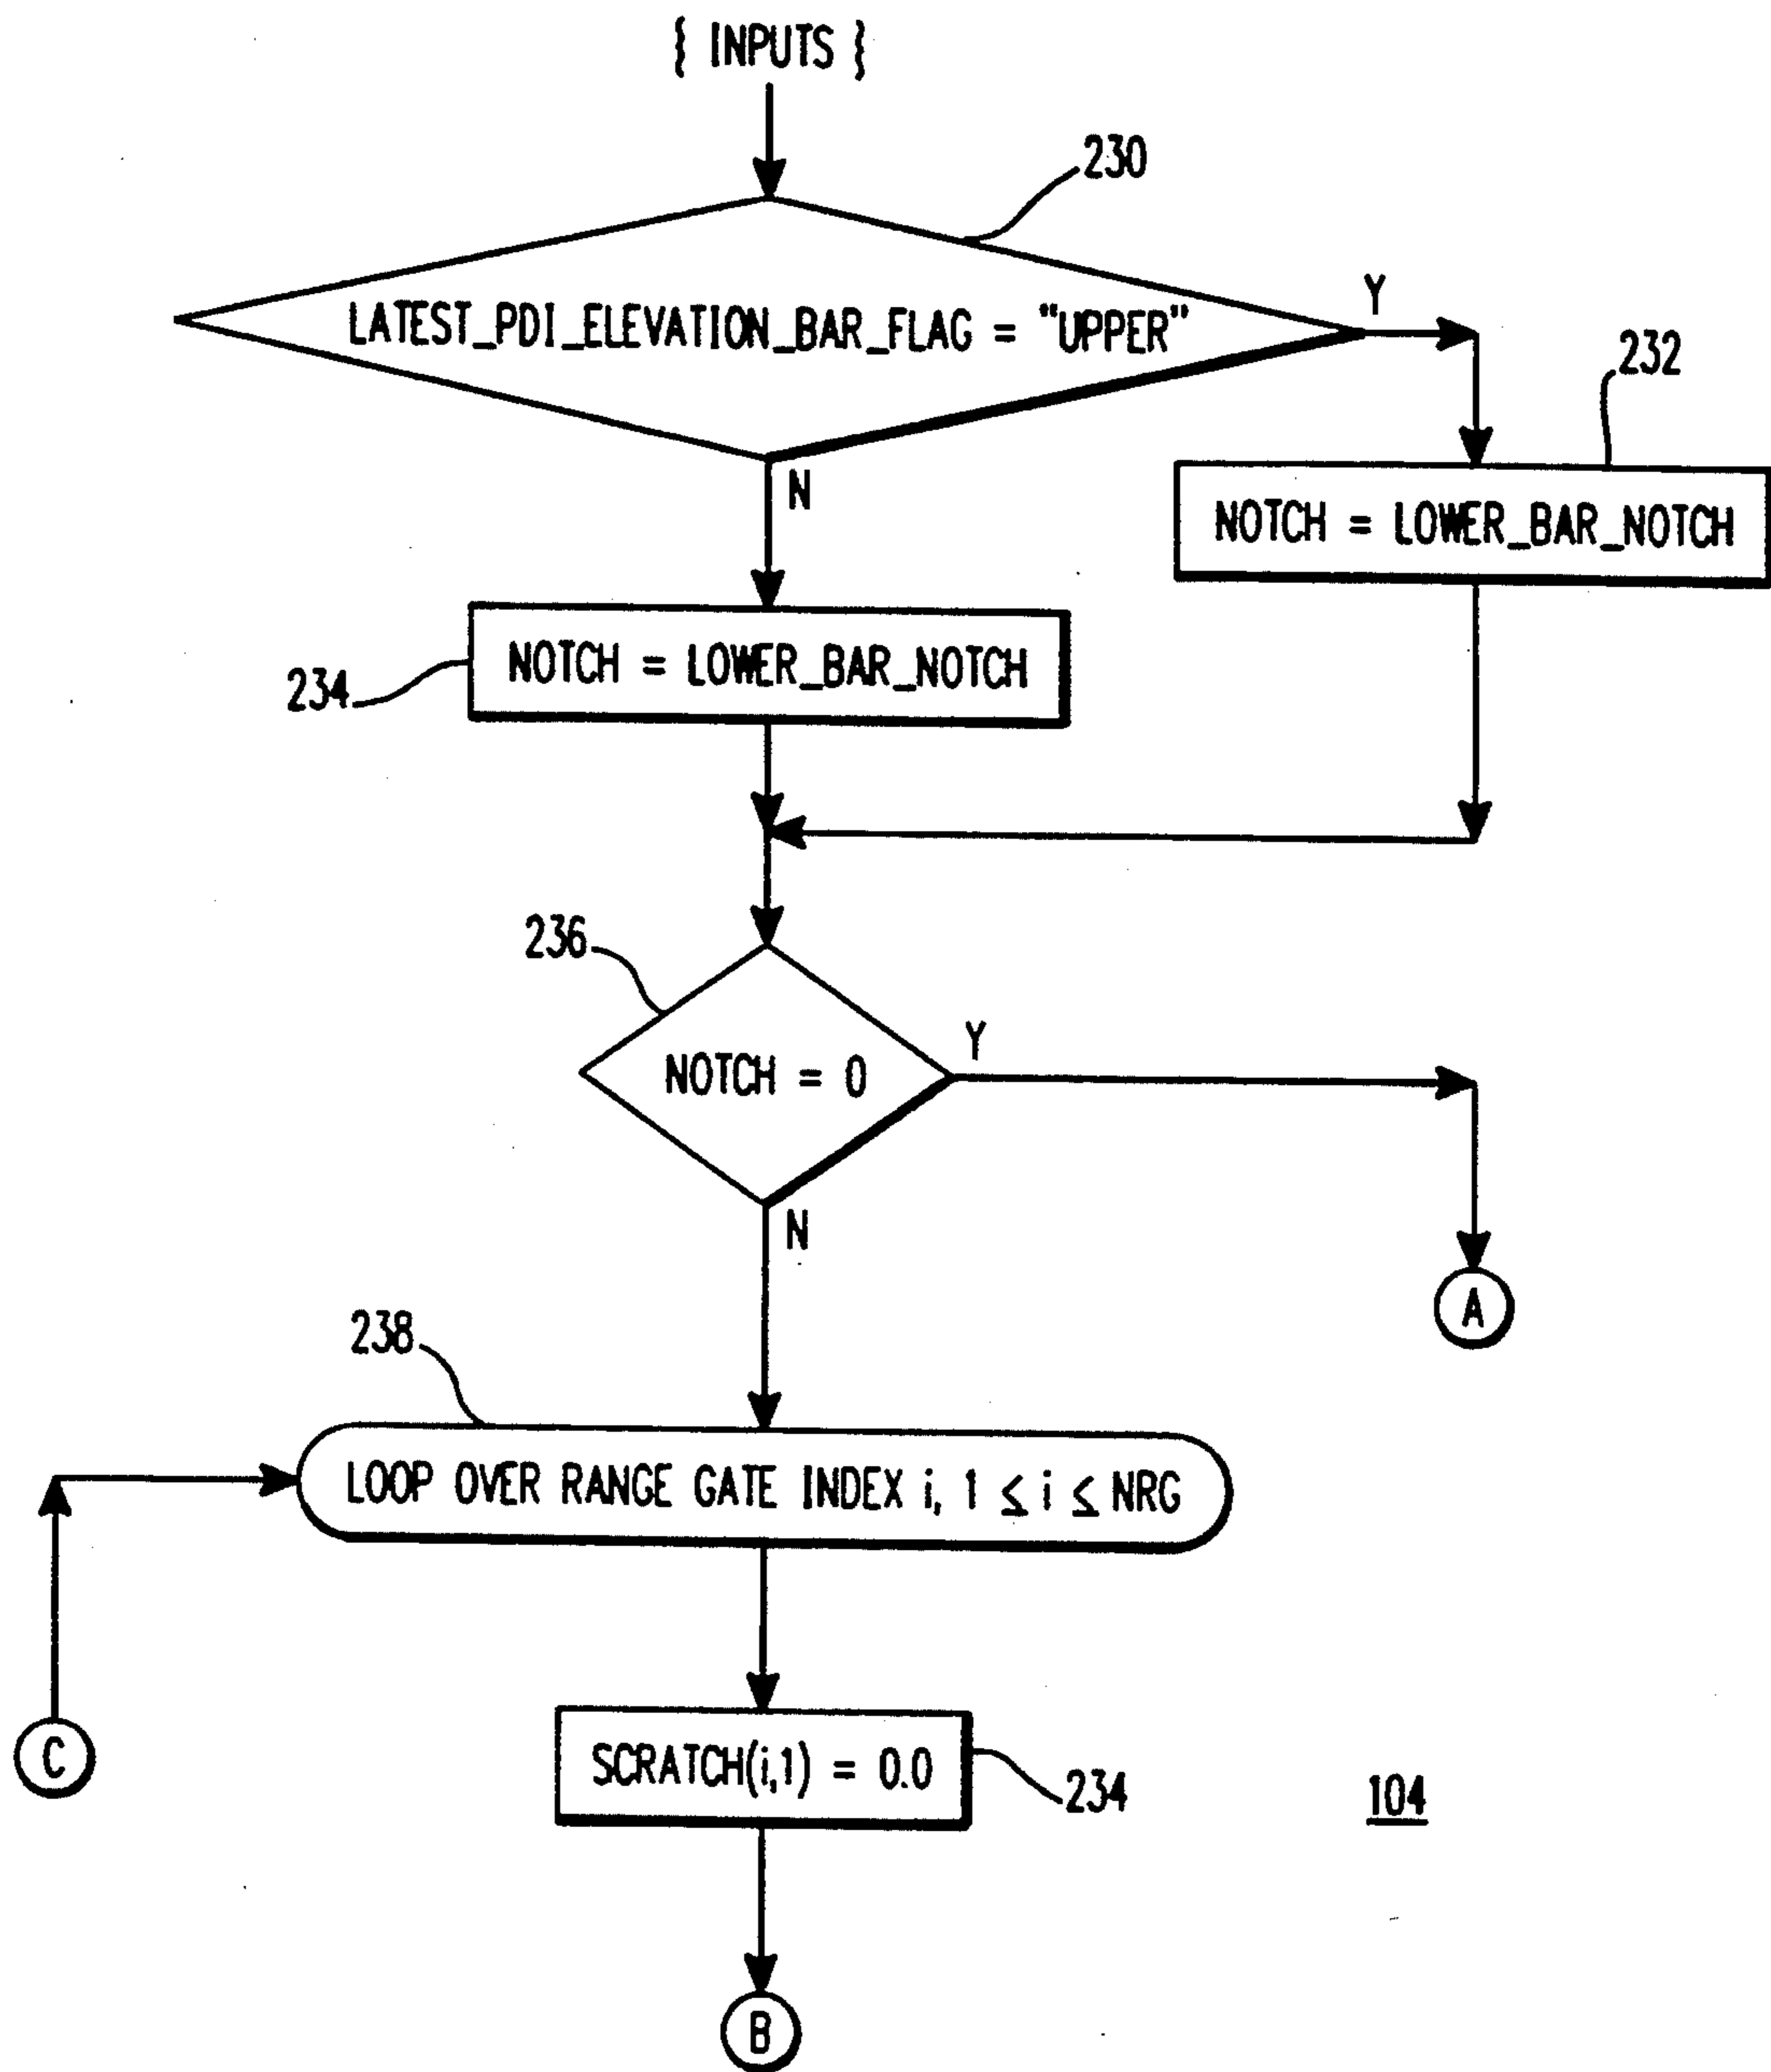 { INPUTS }
230
LATEST_PDI_ELEVATION_BAR_FLAG = "UPPER"
Y
232
NOTCH = LOWER_BAR_NOTCH
N
NOTCH = LOWER_BAR_NOTCH
234
236
NOTCH = 0
Y
N
A
238
LOOP OVER RANGE GATE INDEX i, 1 ≤ i ≤ NRG
C
SCRATCH(i,1) = 0.0
234
104
B